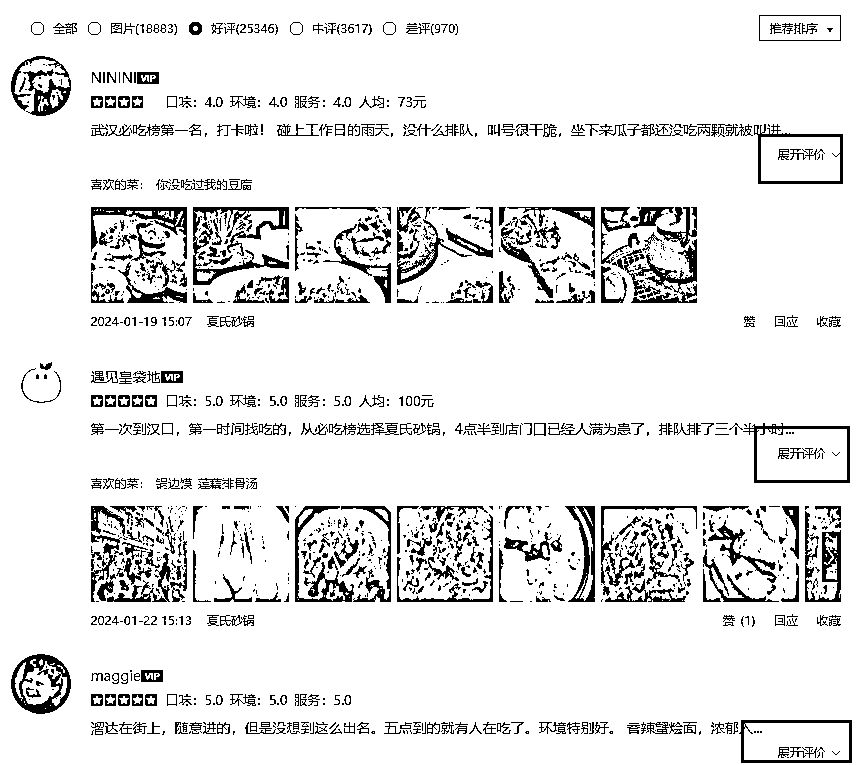 全部 图片(18883) 好评(25346) 中评(3617) 差评(970) 推荐排序
NININI VIP
口味：4.0 环境：4.0 服务：4.0 人均：73元
武汉必吃榜第一名，打卡啦！ 碰上工作日的雨天，没什么排队，叫号很干脆，坐下来瓜子都还没吃两颗就被叫进...
展开评价
喜欢的菜： 你没吃过我的豆腐
2024-01-19 15:07 夏氏砂锅 赞 回应 收藏
遇见皇袋地 VIP
口味：5.0 环境：5.0 服务：5.0 人均：100元
第一次到汉口，第一时间找吃的，从必吃榜选择夏氏砂锅，4点半到店门口已经人满为患了，排队排了三个半小时...
展开评价
喜欢的菜： 锅边馍 莲藕排骨汤
2024-01-22 15:13 夏氏砂锅 赞 (1) 回应 收藏
maggie VIP
口味：5.0 环境：5.0 服务：5.0
溜达在街上，随意进的，但是没想到这么出名。五点到的就有人在吃了。环境特别好。 香辣蟹烩面，浓郁入...
展开评价